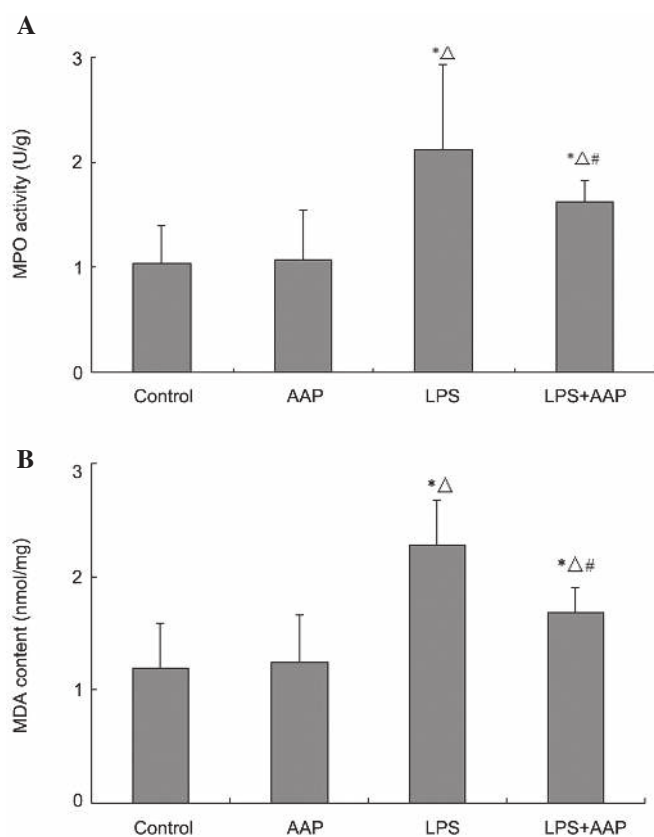 A
MPO activity (U/g)
3
2
1
0
*△
*△#
Control
AAP
LPS
LPS+AAP
B
MDA content (nmol/mg)
3
2
1
0
*△
*△#
Control
AAP
LPS
LPS+AAP